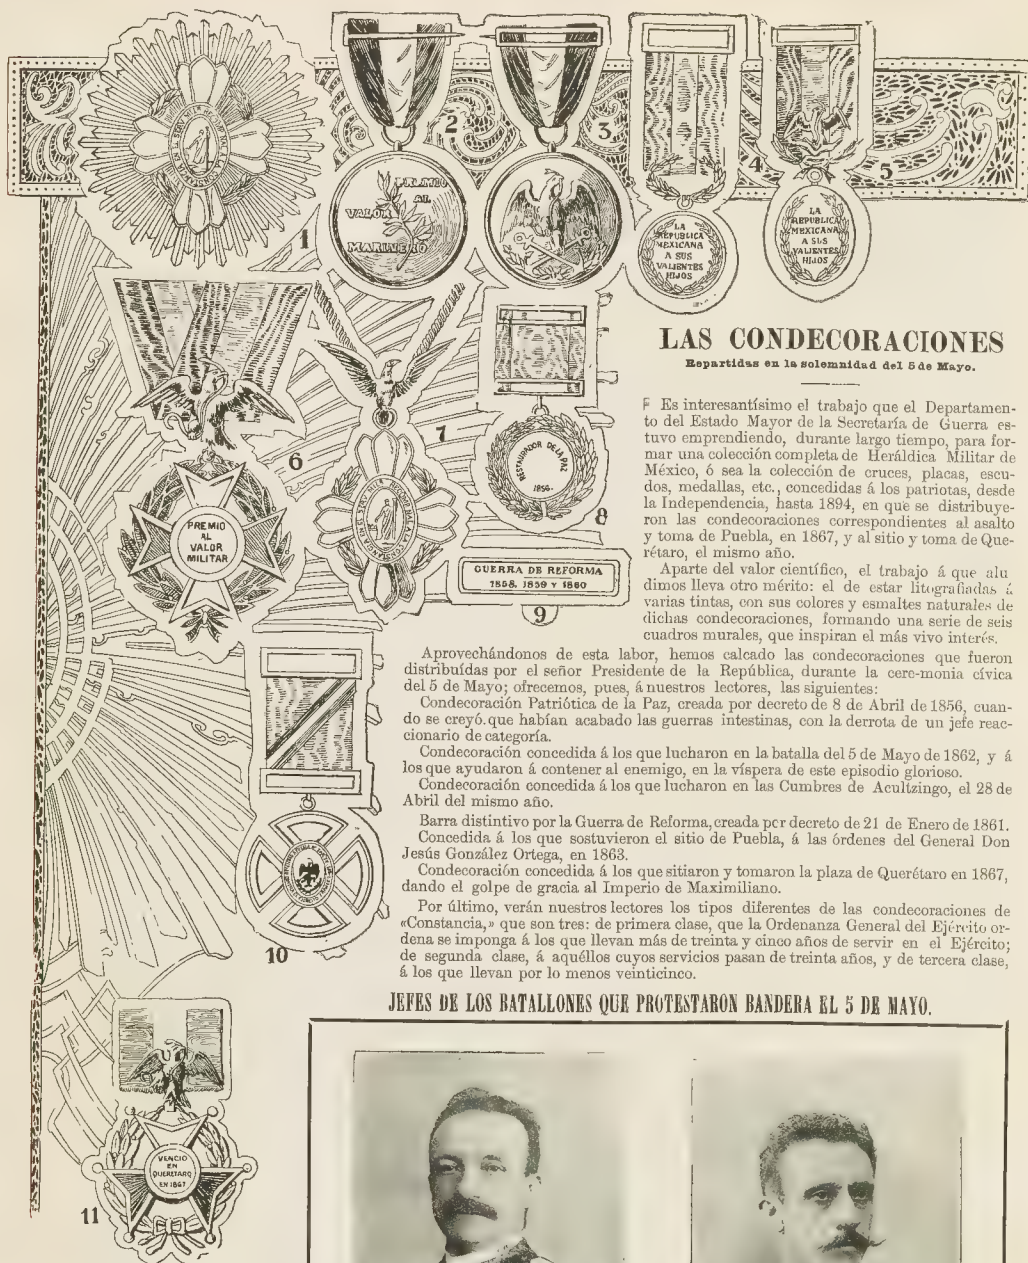 1
2
3
4
5
PREMIO
AL
VALOR
MARINERO
LA
REPUBLICA
MEXICANA
A SUS
VALIENTES
HIJOS
LA
REPUBLICA
MEXICANA
A SUS
VALIENTES
HIJOS
6
7
8
PREMIO
AL
VALOR
MILITAR
RESTAURADOR DE LA PAZ
1856.
GUERRA DE REFORMA
1858, 1859 Y 1860
9
10
VENCIO
EN
QUERETARO
EN 1867
11
LAS CONDECORACIONES
Repartidas en la solemnidad del 5 de Mayo.
Es interesantísimo el trabajo que el Departamen-
to del Estado Mayor de la Secretaría de Guerra es-
tuvo emprendiendo, durante largo tiempo, para for-
mar una colección completa de Heráldica Militar de
México, ó sea la colección de cruces, placas, escu-
dos, medallas, etc., concedidas á los patriotas, desde
la Independencia, hasta 1894, en que se distribuye-
ron las condecoraciones correspondientes al asalto
y toma de Puebla, en 1867, y al sitio y toma de Que-
rétaro, el mismo año.
Aparte del valor científico, el trabajo á que alu
dimos lleva otro mérito: el de estar litografiadas á
varias tintas, con sus colores y esmaltes naturales de
dichas condecoraciones, formando una serie de seis
cuadros murales, que inspiran el más vivo interés.
Aprovechándonos de esta labor, hemos calcado las condecoraciones que fueron
distribuídas por el señor Presidente de la República, durante la cere-monia cívica
del 5 de Mayo; ofrecemos, pues, á nuestros lectores, las siguientes:
Condecoración Patriótica de la Paz, creada por decreto de 8 de Abril de 1856, cuan-
do se creyó.que habían acabado las guerras intestinas, con la derrota de un jefe reac-
cionario de categoría.
Condecoración concedida á los que lucharon en la batalla del 5 de Mayo de 1862, y á
los que ayudaron á contener al enemigo, en la víspera de este episodio glorioso.
Condecoración concedida á los que lucharon en las Cumbres de Acultzingo, el 28 de
Abril del mismo año.
Barra distintivo por la Guerra de Reforma, creada por decreto de 21 de Enero de 1861.
Concedida á los que sostuvieron el sitio de Puebla, á las órdenes del General Don
Jesús González Ortega, en 1863.
Condecoración concedida á los que sitiaron y tomaron la plaza de Querétaro en 1867,
dando el golpe de gracia al Imperio de Maximiliano.
Por último, verán nuestros lectores los tipos diferentes de las condecoraciones de
«Constancia,» que son tres: de primera clase, que la Ordenanza General del Ejército or-
dena se imponga á los que llevan más de treinta y cinco años de servir en el Ejército;
de segunda clase, á aquéllos cuyos servicios pasan de treinta años, y de tercera clase,
á los que llevan por lo menos veinticinco.
JEFES DE LOS BATALLONES QUE PROTESTARON BANDERA EL 5 DE MAYO.